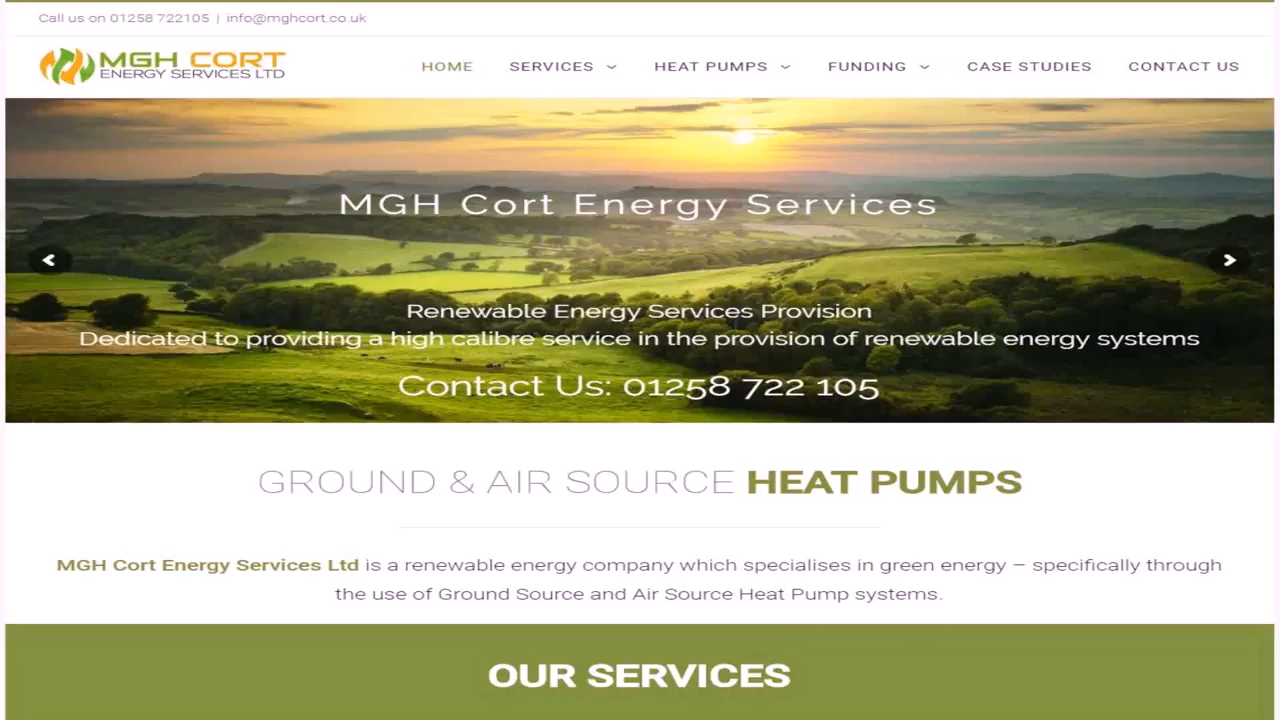 Call us on 01258 722105 | info@mghcort.co.uk
MGH CORT
ENERGY SERVICES LTD
HOME SERVICES HEAT PUMPS FUNDING CASE STUDIES CONTACT US
MGH Cort Energy Services
Renewable Energy Services Provision
Dedicated to providing a high calibre service in the provision of renewable energy systems
Contact Us: 01258 722 105
GROUND & AIR SOURCE HEAT PUMPS
MGH Cort Energy Services Ltd is a renewable energy company which specialises in green energy – specifically through
the use of Ground Source and Air Source Heat Pump systems.
OUR SERVICES